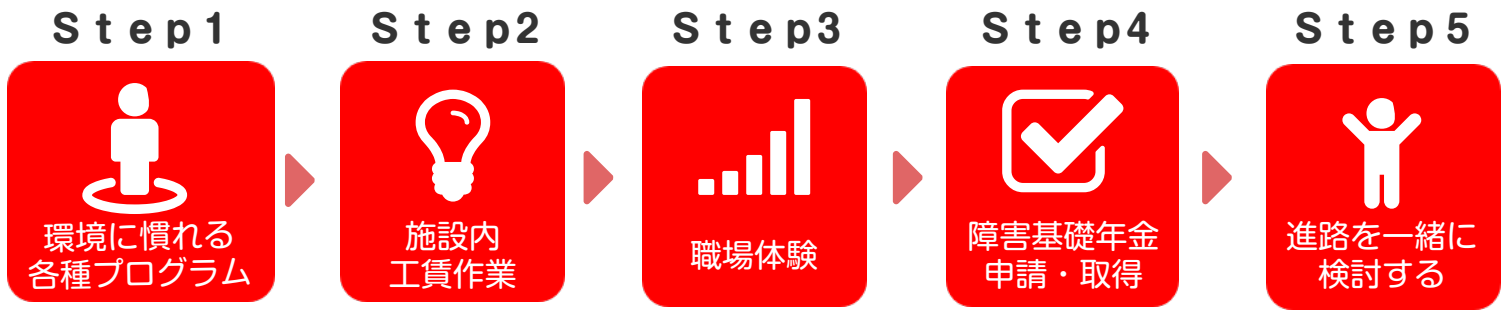 Step1
環境に慣れる
各種プログラム
Step2
施設内
工賃作業
Step3
職場体験
Step4
障害基礎年金
申請・取得
Step5
進路を一緒に
検討する